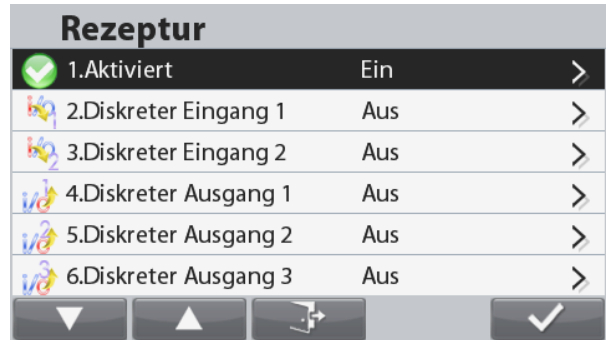 Rezeptur
1.Aktiviert Ein
2.Diskreter Eingang 1 Aus
3.Diskreter Eingang 2 Aus
4.Diskreter Ausgang 1 Aus
5.Diskreter Ausgang 2 Aus
6.Diskreter Ausgang 3 Aus